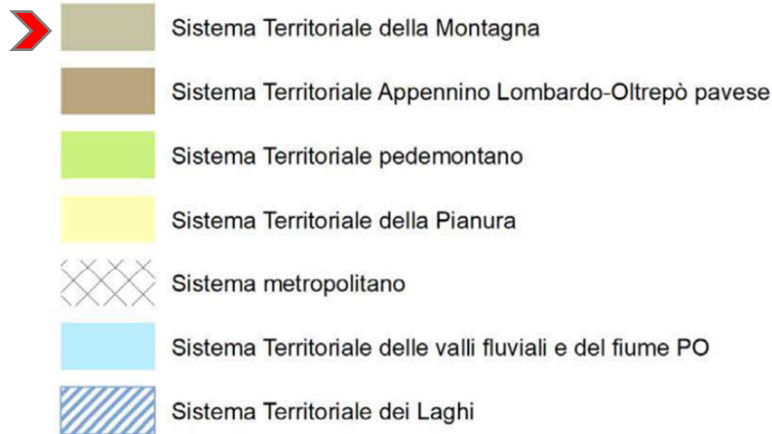 Sistema Territoriale della Montagna
Sistema Territoriale Appennino Lombardo-Oltrepò pavese
Sistema Territoriale pedemontano
Sistema Territoriale della Pianura
Sistema metropolitano
Sistema Territoriale delle valli fluviali e del fiume PO
Sistema Territoriale dei Laghi